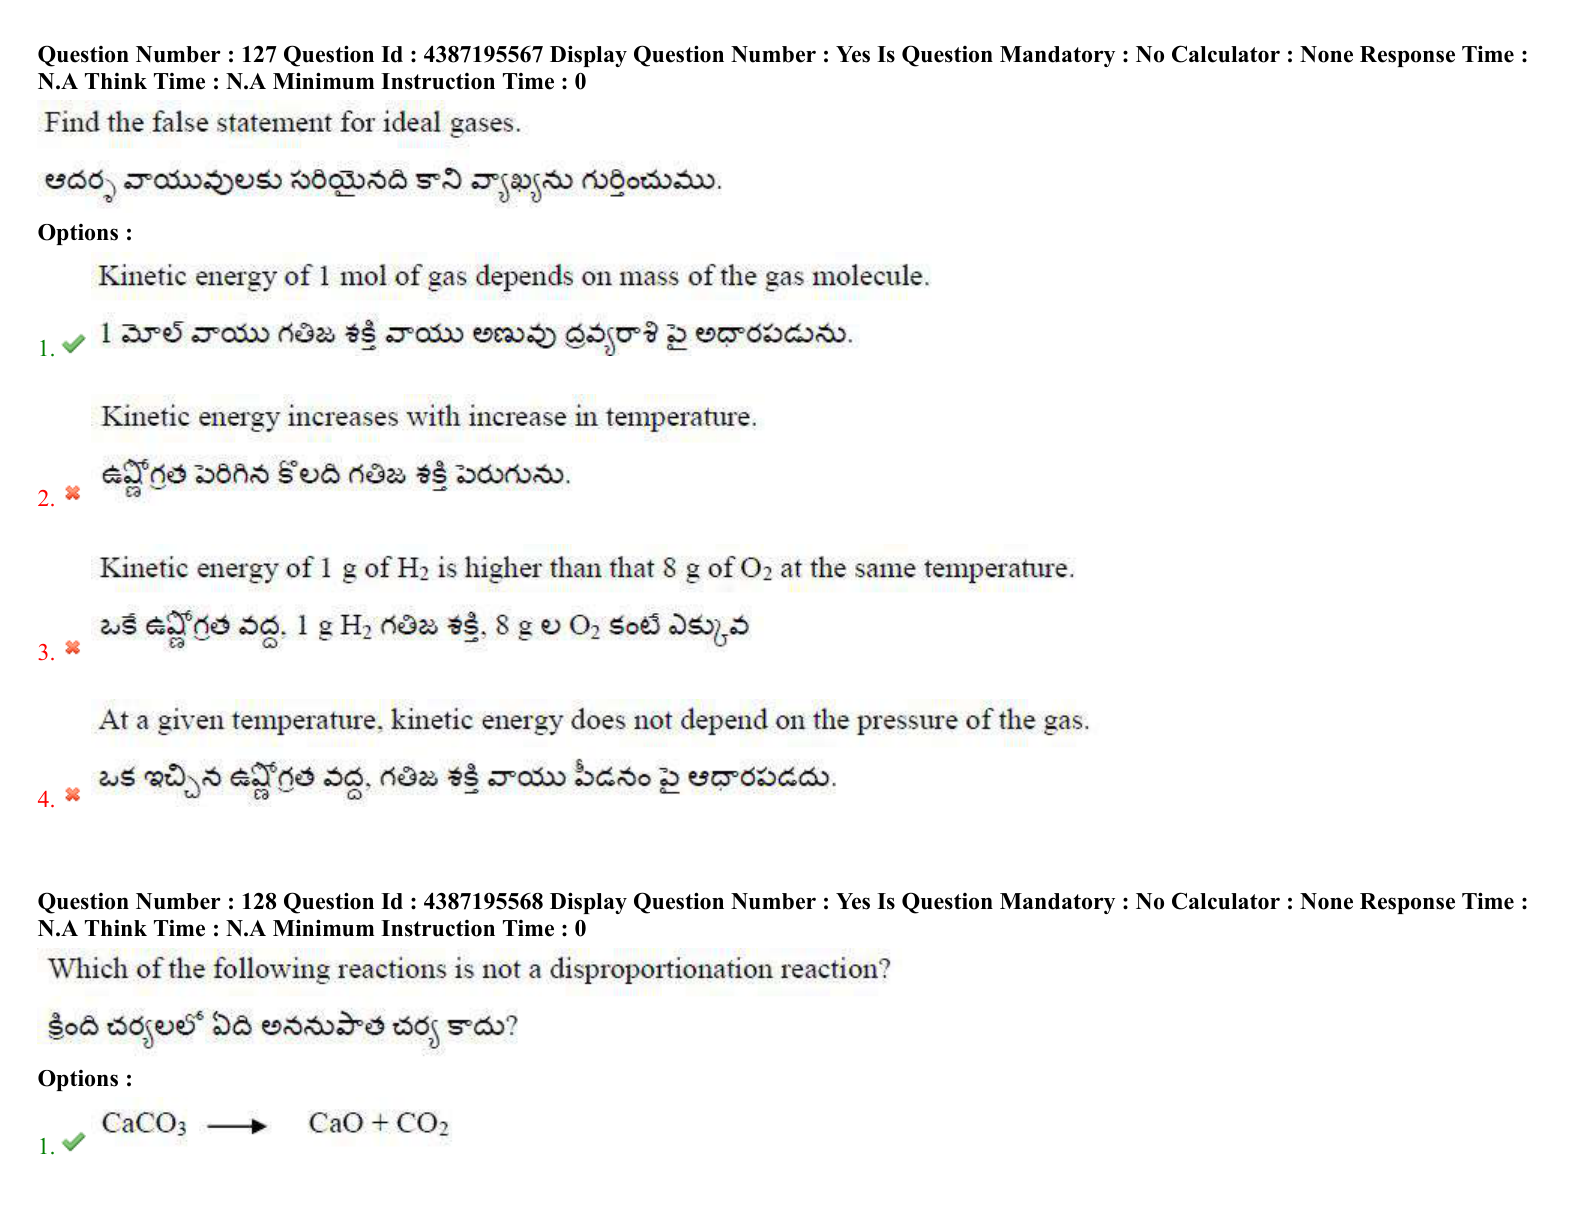 Question Number : 127 Question Id : 4387195567 Display Question Number : Yes Is Question Mandatory : No Calculator : None Response Time :
N.A Think Time : N.A Minimum Instruction Time : 0
Find the false statement for ideal gases.
ఆదర్శ వాయువులకు సరియైనది కాని వ్యాఖ్యను గుర్తించుము.
Options :
Kinetic energy of 1 mol of gas depends on mass of the gas molecule.
1. 1 మోల్ వాయు గతిజ శక్తి వాయు అణువు ద్రవ్యరాశి పై అధారపడును.
Kinetic energy increases with increase in temperature.
ఉష్ణోగ్రత పెరిగిన కొలది గతిజ శక్తి పెరుగును.
2.
Kinetic energy of 1 g of H₂ is higher than that 8 g of O₂ at the same temperature.
ఒకే ఉష్ణోగ్రత వద్ద, 1 g H₂ గతిజ శక్తి, 8 g ల O₂ కంటే ఎక్కువ
3.
At a given temperature, kinetic energy does not depend on the pressure of the gas.
ఒక ఇచ్చిన ఉష్ణోగ్రత వద్ద, గతిజ శక్తి వాయు పీడనం పై ఆధారపడదు.
4.
Question Number : 128 Question Id : 4387195568 Display Question Number : Yes Is Question Mandatory : No Calculator : None Response Time :
N.A Think Time : N.A Minimum Instruction Time : 0
Which of the following reactions is not a disproportionation reaction?
క్రింది చర్యలలో ఏది అననుపాత చర్య కాదు?
Options :
CaCO₃ ⟶ CaO + CO₂
1.